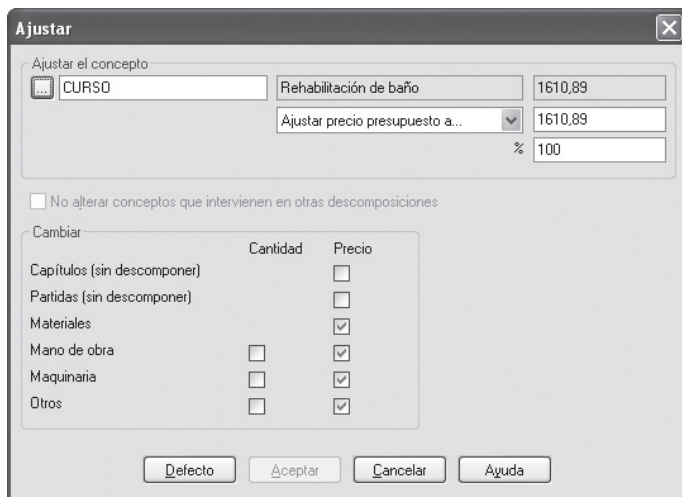 Ajustar
Ajustar el concepto
... CURSO Rehabilitación de baño 1610,89
Ajustar precio presupuesto a... 1610,89
% 100
No alterar conceptos que intervienen en otras descomposiciones
Cambiar
Cantidad Precio
Capítulos (sin descomponer)
Partidas (sin descomponer)
Materiales
Mano de obra
Maquinaria
Otros
Defecto Aceptar Cancelar Ayuda